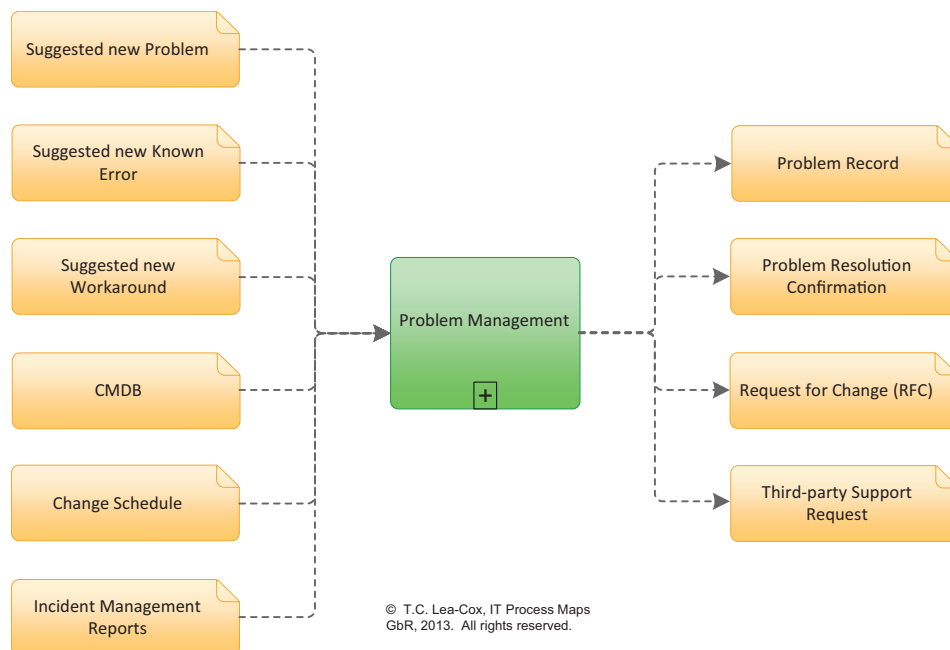 Suggested new Problem
Suggested new Known
Error
Suggested new
Workaround
CMDB
Change Schedule
Incident Management
Reports
Problem Management
+
Problem Record
Problem Resolution
Confirmation
Request for Change (RFC)
Third-party Support
Request
© T.C. Lea-Cox, IT Process Maps
GbR, 2013. All rights reserved.